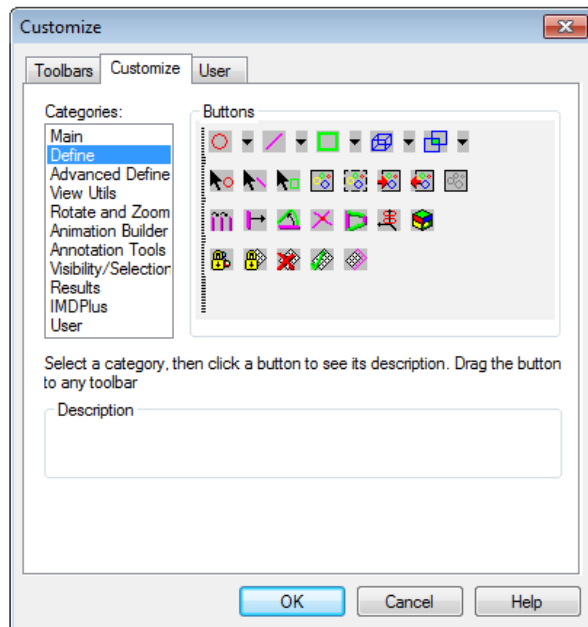 Customize
Toolbars Customize User
Categories:
Main
Define
Advanced Define
View Utils
Rotate and Zoom
Animation Builder
Annotation Tools
Visibility/Selection
Results
IMDPlus
User
Buttons
Select a category, then click a button to see its description. Drag the button
to any toolbar
Description
OK Cancel Help